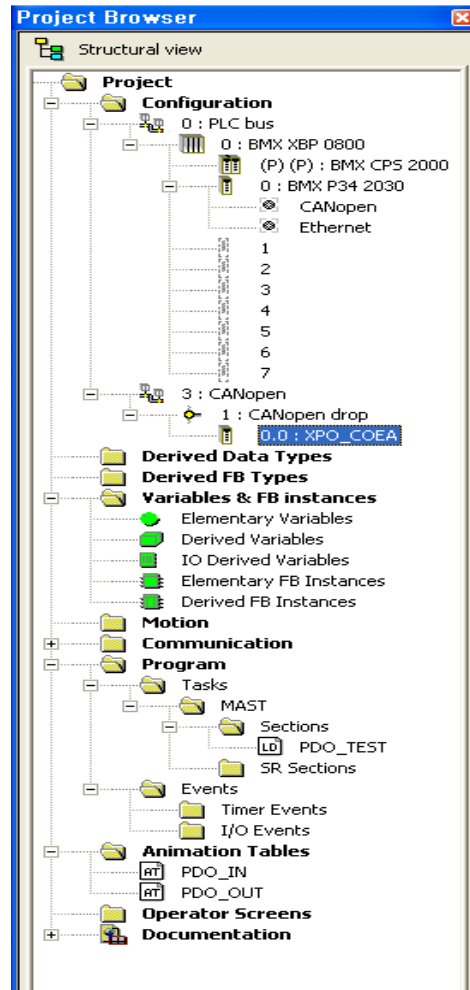 Project Browser
Structural view
Project
Configuration
0 : PLC bus
0 : BMX XBP 0800
(P) (P) : BMX CPS 2000
0 : BMX P34 2030
CANopen
Ethernet
1
2
3
4
5
6
7
3 : CANopen
1 : CANopen drop
0.0 : XPO_COEA
Derived Data Types
Derived FB Types
Variables & FB instances
Elementary Variables
Derived Variables
IO Derived Variables
Elementary FB Instances
Derived FB Instances
Motion
Communication
Program
Tasks
MAST
Sections
LD PDO_TEST
SR Sections
Events
Timer Events
I/O Events
Animation Tables
AT PDO_IN
AT PDO_OUT
Operator Screens
Documentation